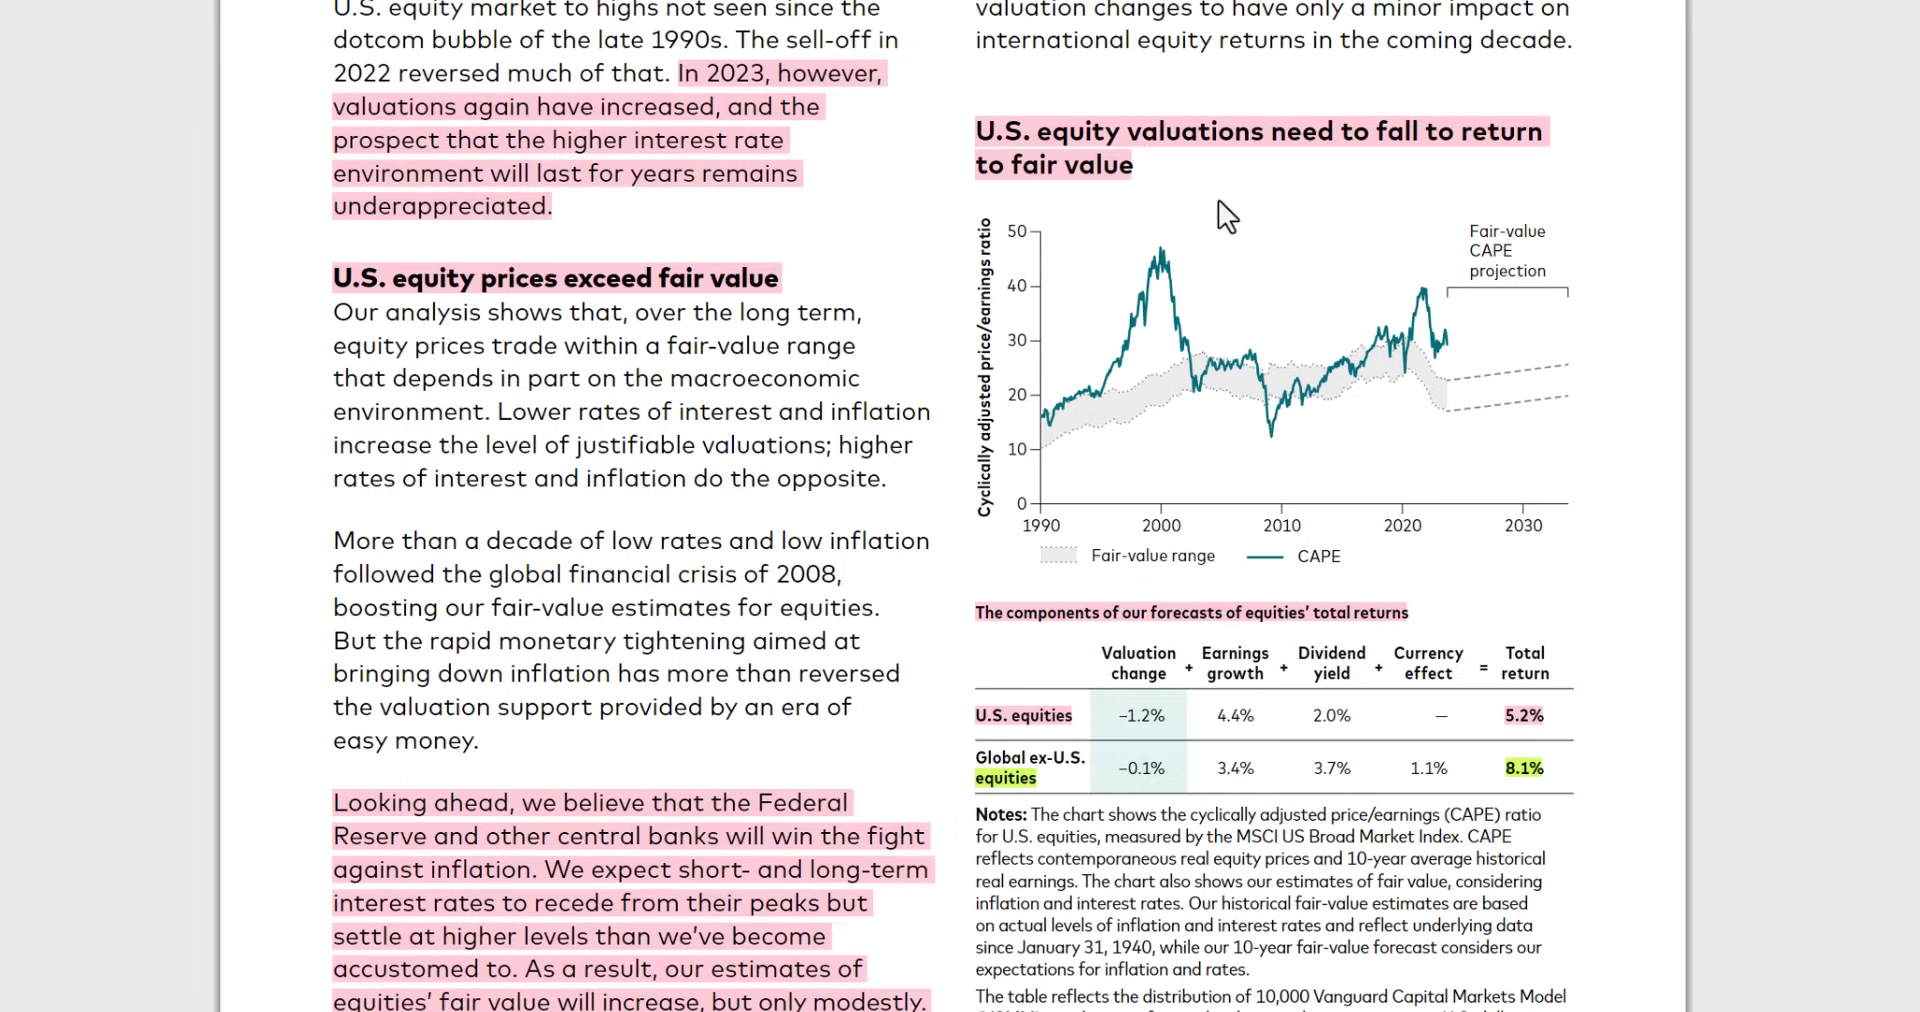 U.S. equity market to highs not seen since the
dotcom bubble of the late 1990s. The sell-off in
2022 reversed much of that. In 2023, however,
valuations again have increased, and the
prospect that the higher interest rate
environment will last for years remains
underappreciated.
U.S. equity prices exceed fair value
Our analysis shows that, over the long term,
equity prices trade within a fair-value range
that depends in part on the macroeconomic
environment. Lower rates of interest and inflation
increase the level of justifiable valuations; higher
rates of interest and inflation do the opposite.
More than a decade of low rates and low inflation
followed the global financial crisis of 2008,
boosting our fair-value estimates for equities.
But the rapid monetary tightening aimed at
bringing down inflation has more than reversed
the valuation support provided by an era of
easy money.
Looking ahead, we believe that the Federal
Reserve and other central banks will win the fight
against inflation. We expect short- and long-term
interest rates to recede from their peaks but
settle at higher levels than we've become
accustomed to. As a result, our estimates of
equities' fair value will increase, but only modestly.
valuation changes to have only a minor impact on
international equity returns in the coming decade.
U.S. equity valuations need to fall to return
to fair value
Cyclically adjusted price/earnings ratio
50
40
30
20
10
0
1990 2000 2010 2020 2030
Fair-value
CAPE
projection
Fair-value range CAPE
The components of our forecasts of equities' total returns
Valuation change + Earnings growth + Dividend yield + Currency effect = Total return
U.S. equities −1.2% 4.4% 2.0% — 5.2%
Global ex-U.S.
equities −0.1% 3.4% 3.7% 1.1% 8.1%
Notes: The chart shows the cyclically adjusted price/earnings (CAPE) ratio
for U.S. equities, measured by the MSCI US Broad Market Index. CAPE
reflects contemporaneous real equity prices and 10-year average historical
real earnings. The chart also shows our estimates of fair value, considering
inflation and interest rates. Our historical fair-value estimates are based
on actual levels of inflation and interest rates and reflect underlying data
since January 31, 1940, while our 10-year fair-value forecast considers our
expectations for inflation and rates.
The table reflects the distribution of 10,000 Vanguard Capital Markets Model